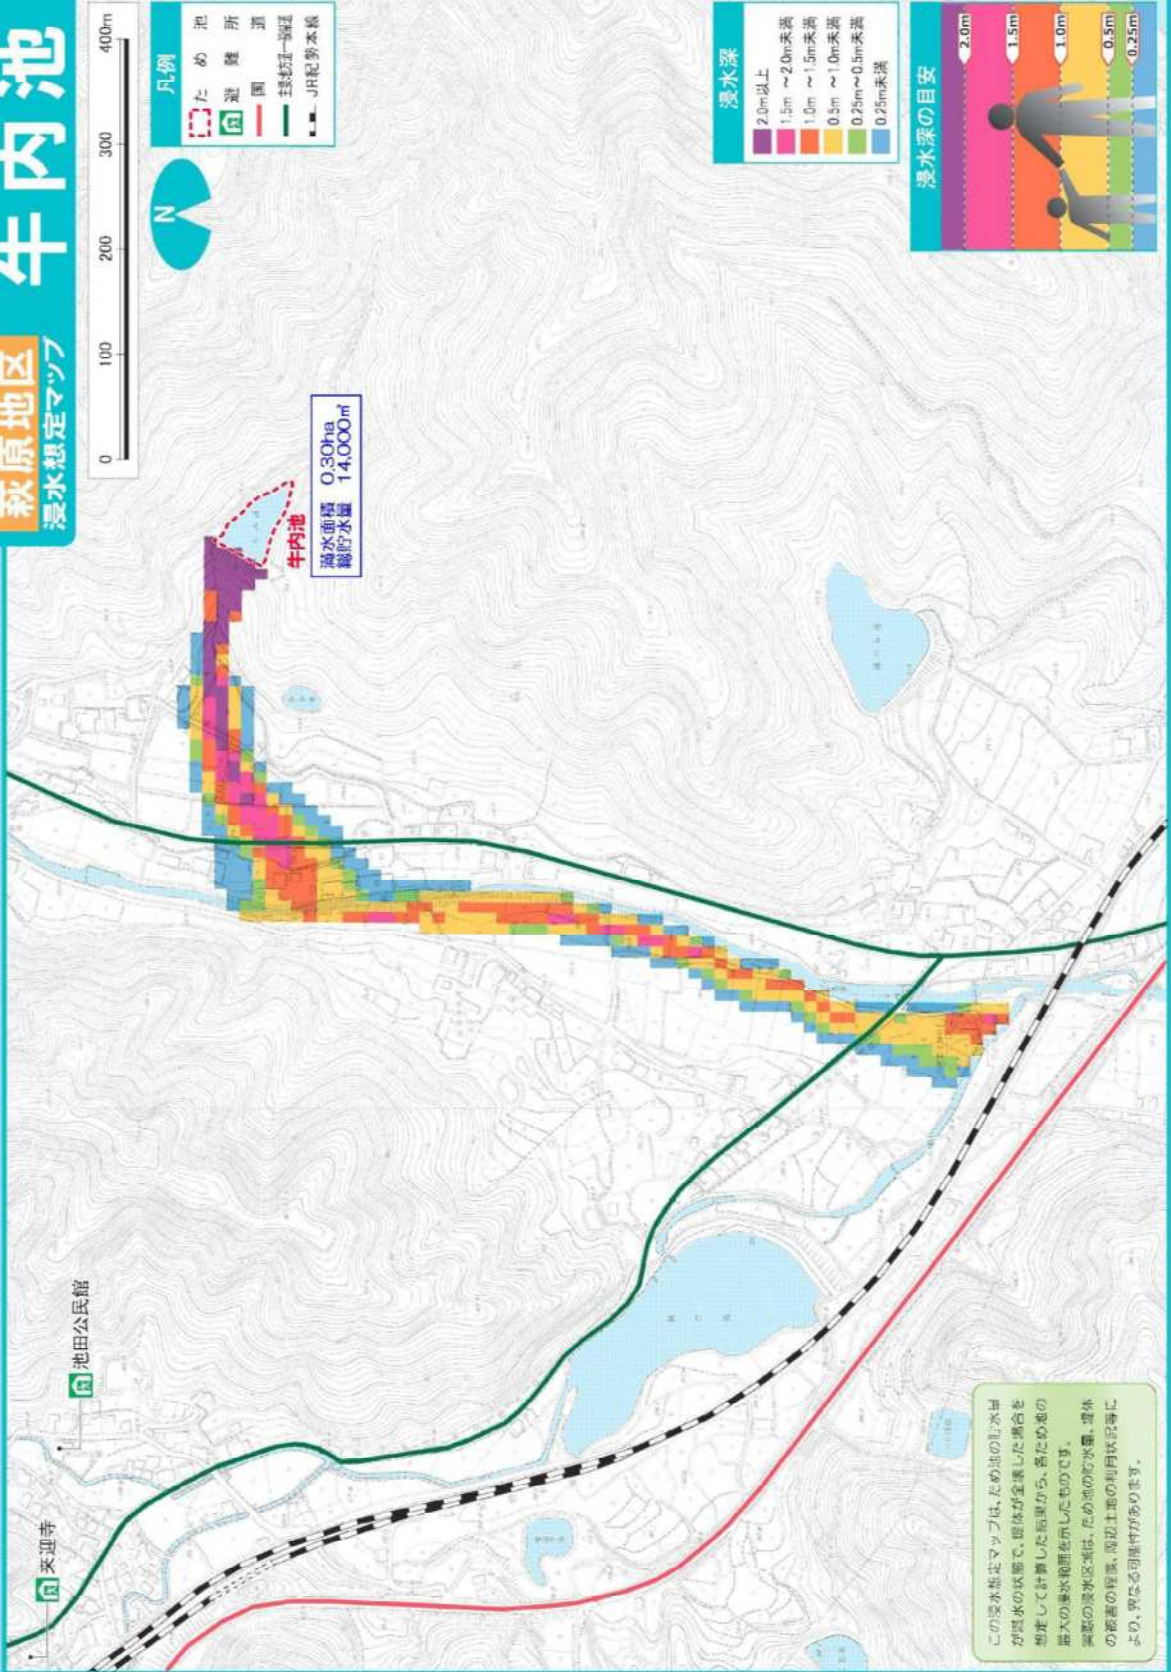 萩原地区
浸水想定マップ
牛内池
0 100 200 300 400m
N
凡例
ため池
避難所
国道
JR紀勢本線
浸水深
2.0m以上
1.5m ~2.0m未満
1.0m ~1.5m未満
0.5m ~1.0m未満
0.25m~0.5m未満
0.25m未満
浸水深の目安
2.0m
1.5m
1.0m
0.5m
0.25m
牛内池
満水面積 0.30ha
総貯水量 14,000㎥
池田公民館
来迎寺
この浸水想定マップは、ため池の貯水量
が満水の状態で、堤体が全壊した場合を
想定して計算した結果から、各ため池の
最大の浸水範囲を示したものです。
実際の浸水区域は、ため池の貯水量、堤体
の被害の程度、周辺土地の利用状況等に
より、異なる可能性があります。